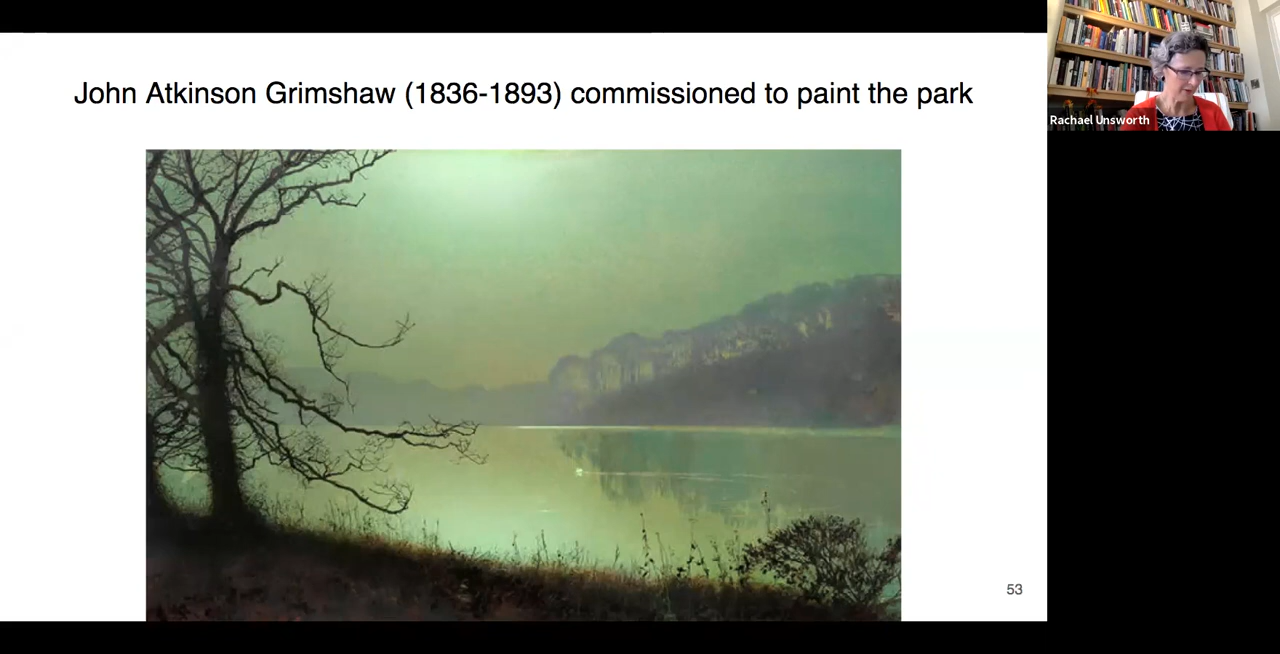 John Atkinson Grimshaw (1836-1893) commissioned to paint the park
Rachael Unsworth
53